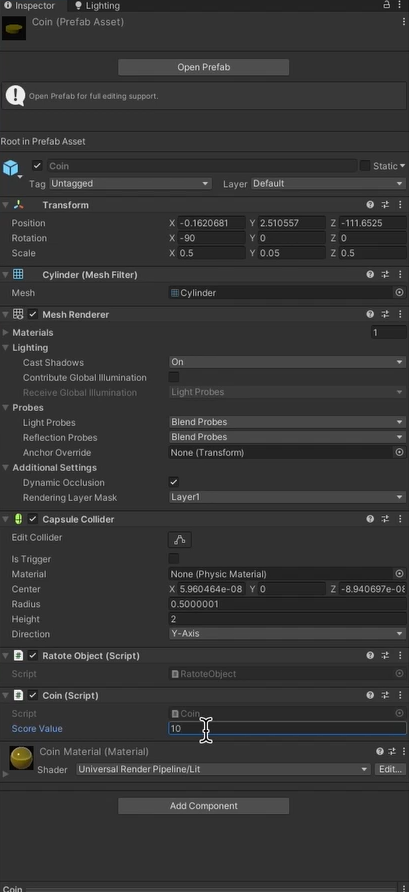 Inspector Lighting
Coin (Prefab Asset)
Open Prefab
Open Prefab for full editing support.
Root in Prefab Asset
Coin Static
Tag Untagged Layer Default
Transform
Position X -0.1620681 Y 2.510557 Z -111.6525
Rotation X -90 Y 0 Z 0
Scale X 0.5 Y 0.05 Z 0.5
Cylinder (Mesh Filter)
Mesh Cylinder
Mesh Renderer
Materials 1
Lighting
Cast Shadows On
Contribute Global Illumination
Receive Global Illumination Light Probes
Probes
Light Probes Blend Probes
Reflection Probes Blend Probes
Anchor Override None (Transform)
Additional Settings
Dynamic Occlusion
Rendering Layer Mask Layer1
Capsule Collider
Edit Collider
Is Trigger
Material None (Physic Material)
Center X 5.960464e-08 Y 0 Z -8.940697e-08
Radius 0.5000001
Height 2
Direction Y-Axis
Ratote Object (Script)
Script RatoteObject
Coin (Script)
Script Coin
Score Value 10
Coin Material (Material)
Shader Universal Render Pipeline/Lit Edit...
Add Component
Coin